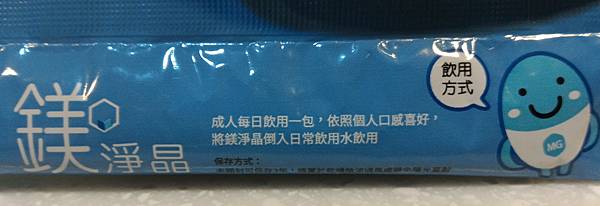 飲用
方式
成人每日飲用一包，依照個人口感喜好，
將鎂淨晶倒入日常飲用水飲用
鎂淨晶
MG
保存方式：